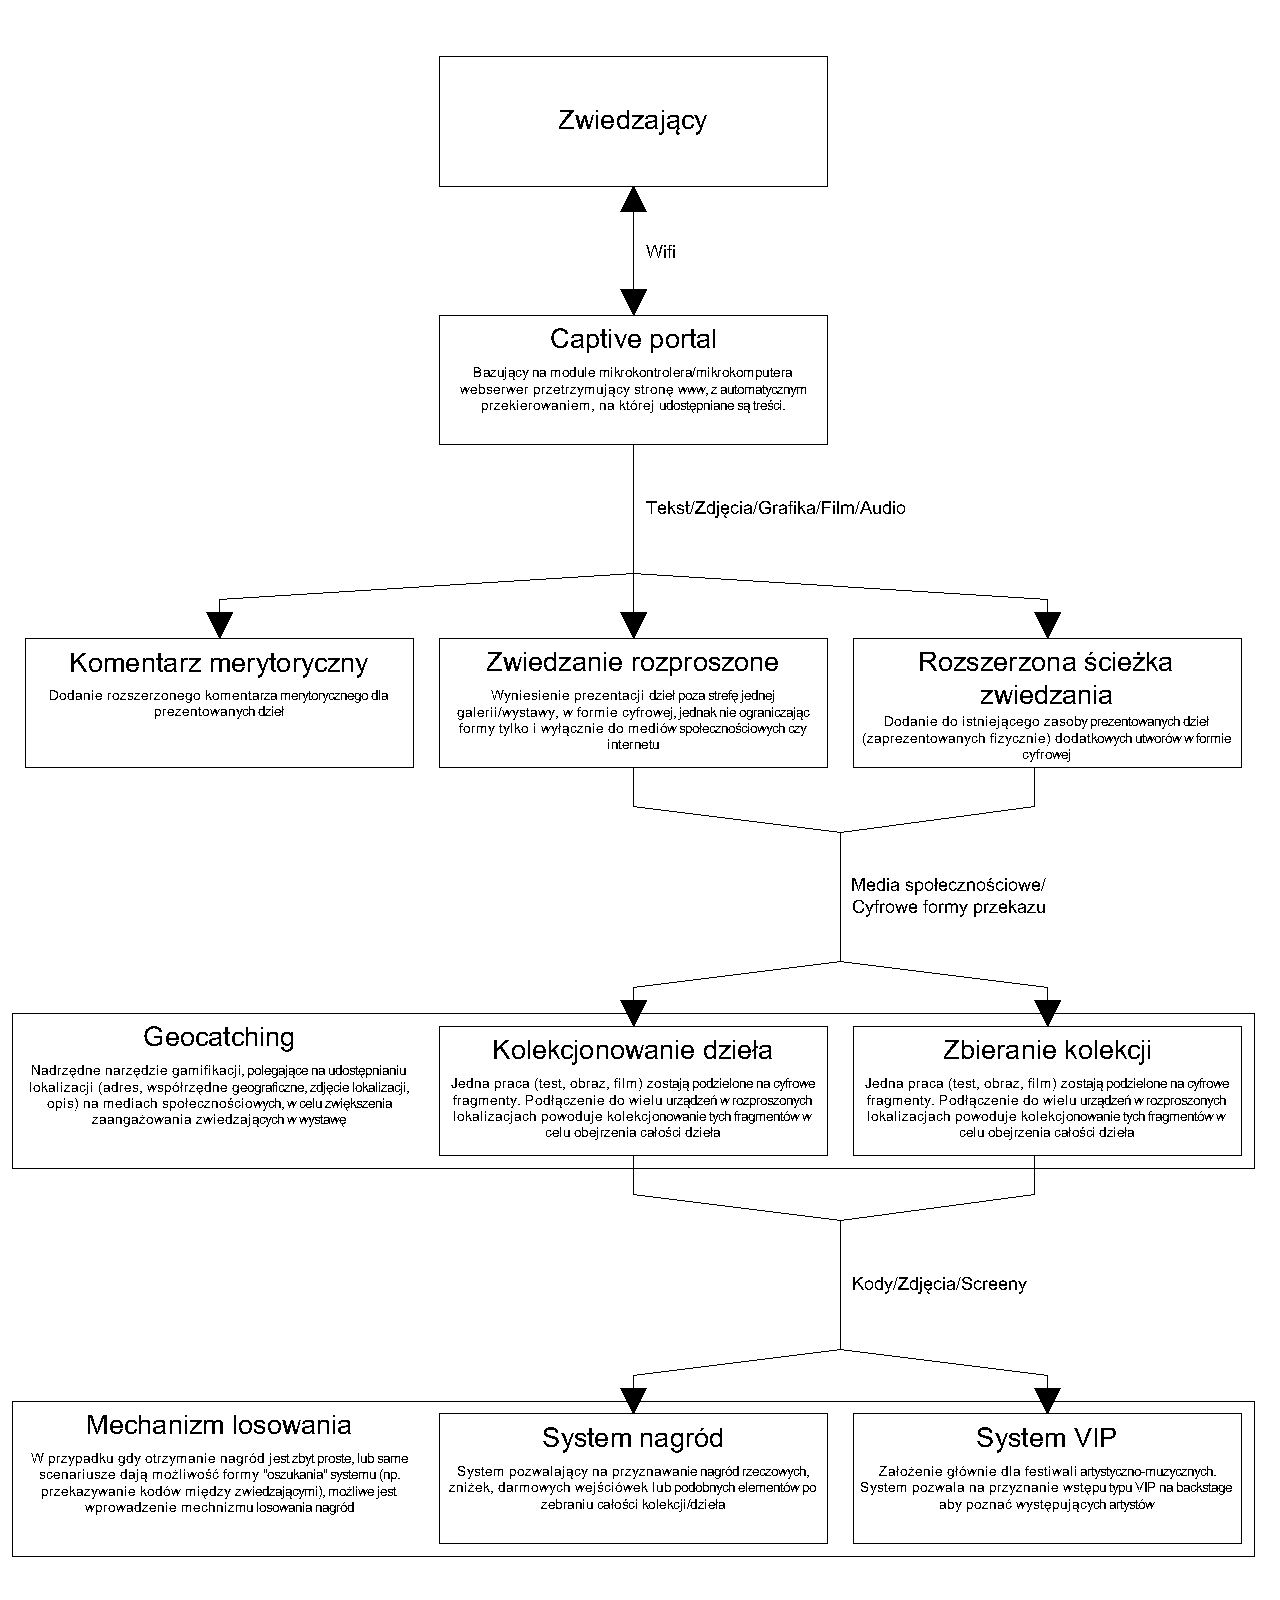 Zwiedzający
Wifi
Captive portal
Bazujący na module mikrokontrolera/mikrokomputera
webserwer przetrzymujący stronę www, z automatycznym
przekierowaniem, na której udostępniane są treści.
Tekst/Zdjęcia/Grafika/Film/Audio
Komentarz merytoryczny
Dodanie rozszerzonego komentarza merytorycznego dla
prezentowanych dzieł
Zwiedzanie rozproszone
Wyniesienie prezentacji dzieł poza strefę jednej
galerii/wystawy, w formie cyfrowej, jednak nie ograniczając
formy tylko i wyłącznie do mediów społecznościowych czy
internetu
Rozszerzona ścieżka
zwiedzania
Dodanie do istniejącego zasoby prezentowanych dzieł
(zaprezentowanych fizycznie) dodatkowych utworów w formie
cyfrowej
Media społecznościowe/
Cyfrowe formy przekazu
Geocatching
Nadrzędne narzędzie gamifikacji, polegające na udostępnianiu
lokalizacji (adres, współrzędne geograficzne, zdjęcie lokalizacji,
opis) na mediach społecznościowych, w celu zwiększenia
zaangażowania zwiedzających w wystawę
Kolekcjonowanie dzieła
Jedna praca (test, obraz, film) zostają podzielone na cyfrowe
fragmenty. Podłączenie do wielu urządzeń w rozproszonych
lokalizacjach powoduje kolekcjonowanie tych fragmentów w
celu obejrzenia całości dzieła
Zbieranie kolekcji
Jedna praca (test, obraz, film) zostają podzielone na cyfrowe
fragmenty. Podłączenie do wielu urządzeń w rozproszonych
lokalizacjach powoduje kolekcjonowanie tych fragmentów w
celu obejrzenia całości dzieła
Kody/Zdjęcia/Screeny
Mechanizm losowania
W przypadku gdy otrzymanie nagród jest zbyt proste, lub same
scenariusze dają możliwość formy "oszukania" systemu (np.
przekazywanie kodów między zwiedzającymi), możliwe jest
wprowadzenie mechnizmu losowania nagród
System nagród
System pozwalający na przyznawanie nagród rzeczowych,
zniżek, darmowych wejściówek lub podobnych elementów po
zebraniu całości kolekcji/dzieła
System VIP
Założenie głównie dla festiwali artystyczno-muzycznych.
System pozwala na przyznanie wstępu typu VIP na backstage
aby poznać występujących artystów